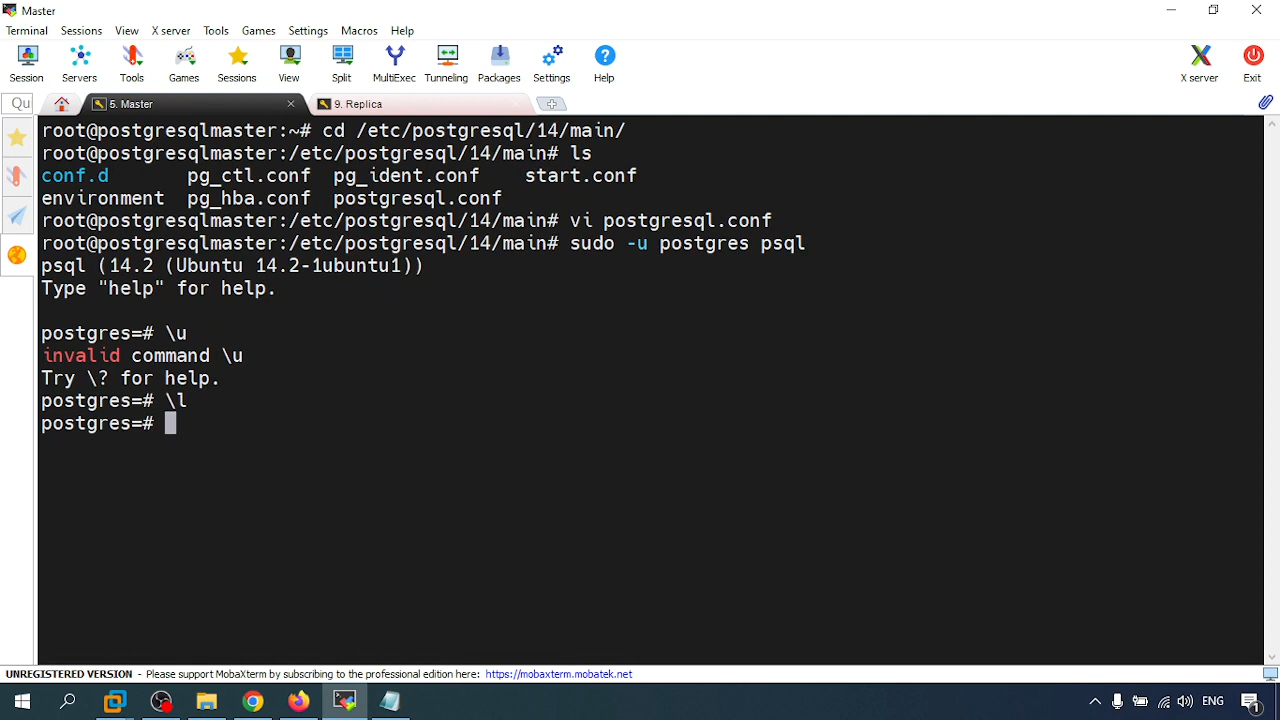 Master
Terminal Sessions View X server Tools Games Settings Macros Help
Session Servers Tools Games Sessions View Split MultiExec Tunneling Packages Settings Help X server Exit
Qu 5. Master 9. Replica
root@postgresqlmaster:~# cd /etc/postgresql/14/main/
root@postgresqlmaster:/etc/postgresql/14/main# ls
conf.d pg_ctl.conf pg_ident.conf start.conf
environment pg_hba.conf postgresql.conf
root@postgresqlmaster:/etc/postgresql/14/main# vi postgresql.conf
root@postgresqlmaster:/etc/postgresql/14/main# sudo -u postgres psql
psql (14.2 (Ubuntu 14.2-1ubuntu1))
Type "help" for help.
postgres=# \u
invalid command \u
Try \? for help.
postgres=# \l
postgres=#
UNREGISTERED VERSION - Please support MobaXterm by subscribing to the professional edition here: https://mobaxterm.mobatek.net
ENG 1